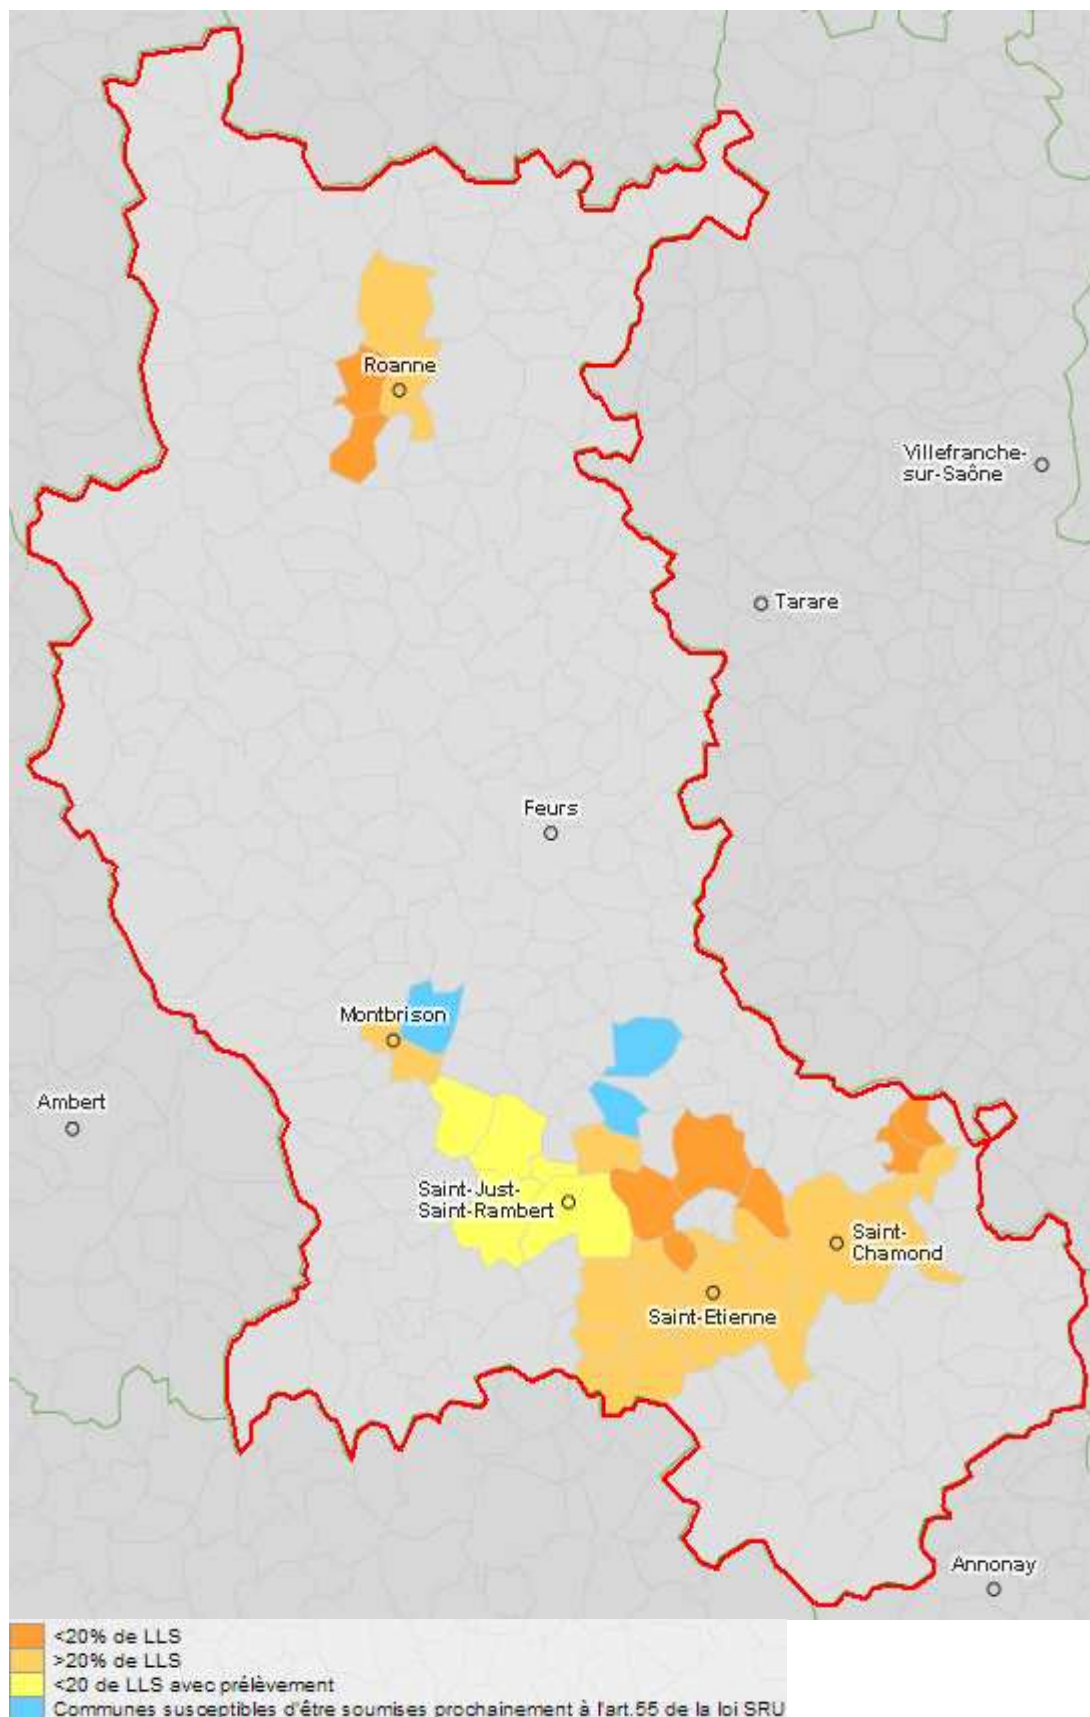 Roanne
Villefranche-
sur-Saône
Tarare
Feurs
Montbrison
Ambert
Saint-Just-
Saint-Rambert
Saint-
Chamond
Saint-Etienne
Annonay
<20% de LLS
>20% de LLS
<20 de LLS avec prélèvement
Communes susceptibles d'être soumises prochainement à l'art.55 de la loi SRU